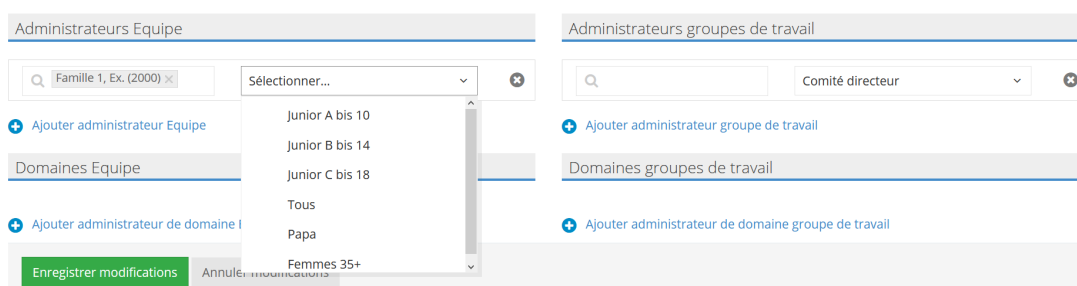 Administrateurs Equipe
Administrateurs groupes de travail
Famille 1, Ex. (2000) ×
Sélectionner...
Comité directeur
Junior A bis 10
Ajouter administrateur Equipe
Ajouter administrateur groupe de travail
Junior B bis 14
Domaines Equipe
Domaines groupes de travail
Junior C bis 18
Tous
Ajouter administrateur de domaine
Ajouter administrateur de domaine groupe de travail
Papa
Femmes 35+
Enregistrer modifications
Annuler modifications